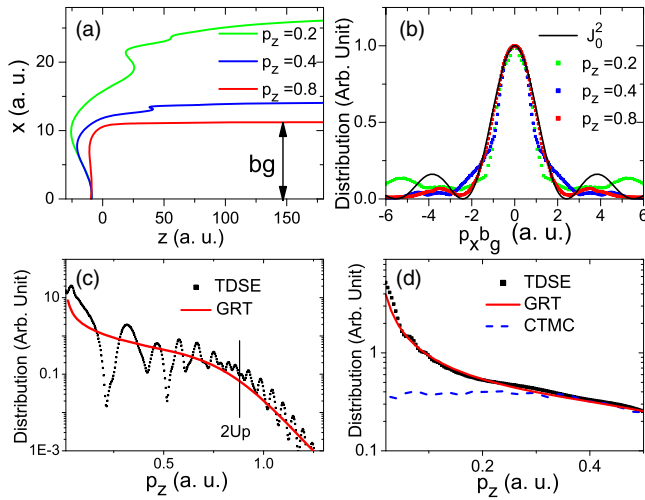 (a)
p_z=0.2
p_z=0.4
p_z=0.8
bg
x (a. u.)
20
10
0
0
50
100
150
z (a. u.)
(b)
J_0^2
p_z=0.2
p_z=0.4
p_z=0.8
Distribution (Arb. Unit)
1.0
0.5
0.0
-6
-4
-2
0
2
4
6
p_x b_g (a. u.)
(c)
TDSE
GRT
2Up
Distribution (Arb. Unit)
10
1
0.1
1E-3
0.5
1.0
p_z (a. u.)
(d)
TDSE
GRT
CTMC
Distribution (Arb. Unit)
1
0.1
0.2
0.4
p_z (a. u.)